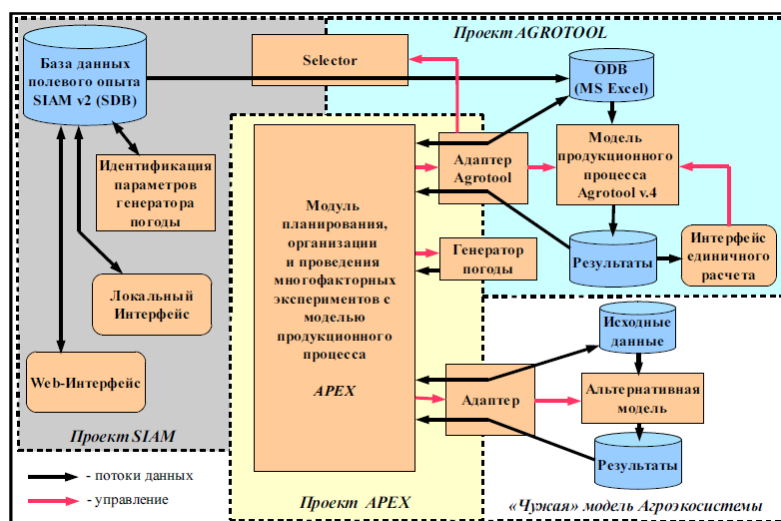 Проект AGROTOOL
База данных
полевого опыта
SIAM v2 (SDB)
Selector
ODB
(MS Excel)
Идентификация
параметров
генератора
погоды
Адаптер
Agrotool
Модель
продукционного
процесса
Agrotool v.4
Модуль
планирования,
организации
и проведения
многофакторных
экспериментов с
моделью
продукционного
процесса
APEX
Генератор
погоды
Результаты
Интерфейс
единичного
расчета
Локальный
Интерфейс
Web-Интерфейс
Проект SIAM
Исходные
данные
Адаптер
Альтернативная
модель
Результаты
- потоки данных
- управление
Проект APEX
«Чужая» модель Агроэкосистемы